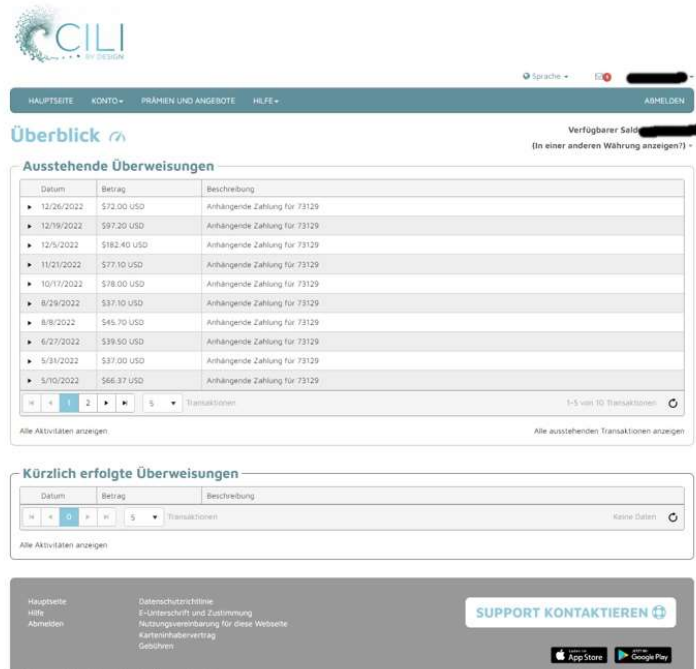 CILI
BY DESIGN
Sprache
HAUPTSEITE KONTO PRÄMIEN UND ANGEBOTE HILFE ABMELDEN
Überblick
Verfügbarer Sald
(In einer anderen Währung anzeigen?)
Ausstehende Überweisungen
Datum Betrag Beschreibung
12/26/2022 $72.00 USD Anhängende Zahlung für 73129
12/19/2022 $97.20 USD Anhängende Zahlung für 73129
12/5/2022 $182.40 USD Anhängende Zahlung für 73129
11/21/2022 $77.10 USD Anhängende Zahlung für 73129
10/17/2022 $78.00 USD Anhängende Zahlung für 73129
8/29/2022 $37.10 USD Anhängende Zahlung für 73129
8/8/2022 $45.70 USD Anhängende Zahlung für 73129
6/27/2022 $39.50 USD Anhängende Zahlung für 73129
5/31/2022 $37.00 USD Anhängende Zahlung für 73129
5/10/2022 $66.37 USD Anhängende Zahlung für 73129
1 2 5 Transaktionen 1-5 von 10 Transaktionen
Alle Aktivitäten anzeigen Alle ausstehenden Transaktionen anzeigen
Kürzlich erfolgte Überweisungen
Datum Betrag Beschreibung
0 5 Transaktionen Keine Daten
Alle Aktivitäten anzeigen
Hauptseite Datenschutzrichtlinie
Hilfe E-Unterschrift und Zustimmung
Abmelden Nutzungsvereinbarung für diese Webseite
Karteninhabervertrag
Gebühren
SUPPORT KONTAKTIEREN
App Store Google Play